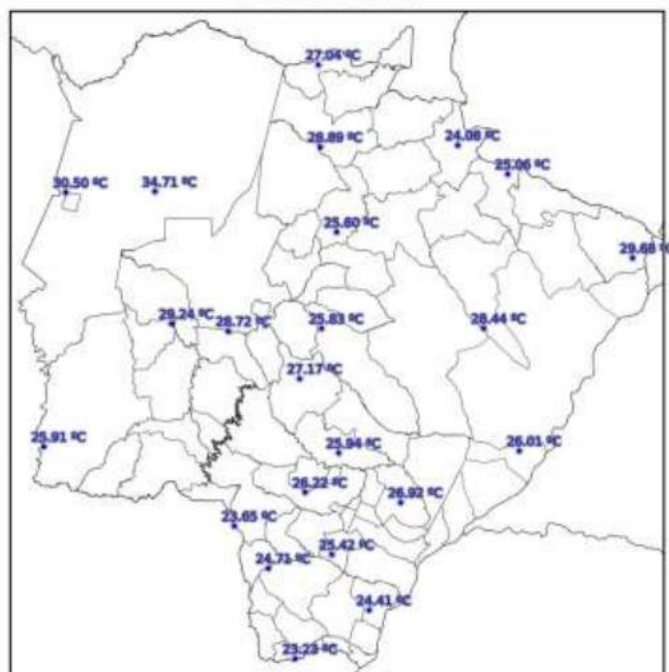 27.04 ºC
28.89 ºC
24.08 ºC
25.06 ºC
30.50 ºC
34.71 ºC
25.60 ºC
29.68 ºC
29.24 ºC
28.72 ºC
25.83 ºC
28.44 ºC
27.17 ºC
25.91 ºC
25.94 ºC
26.01 ºC
26.22 ºC
26.92 ºC
23.65 ºC
25.42 ºC
24.71 ºC
24.41 ºC
23.23 ºC